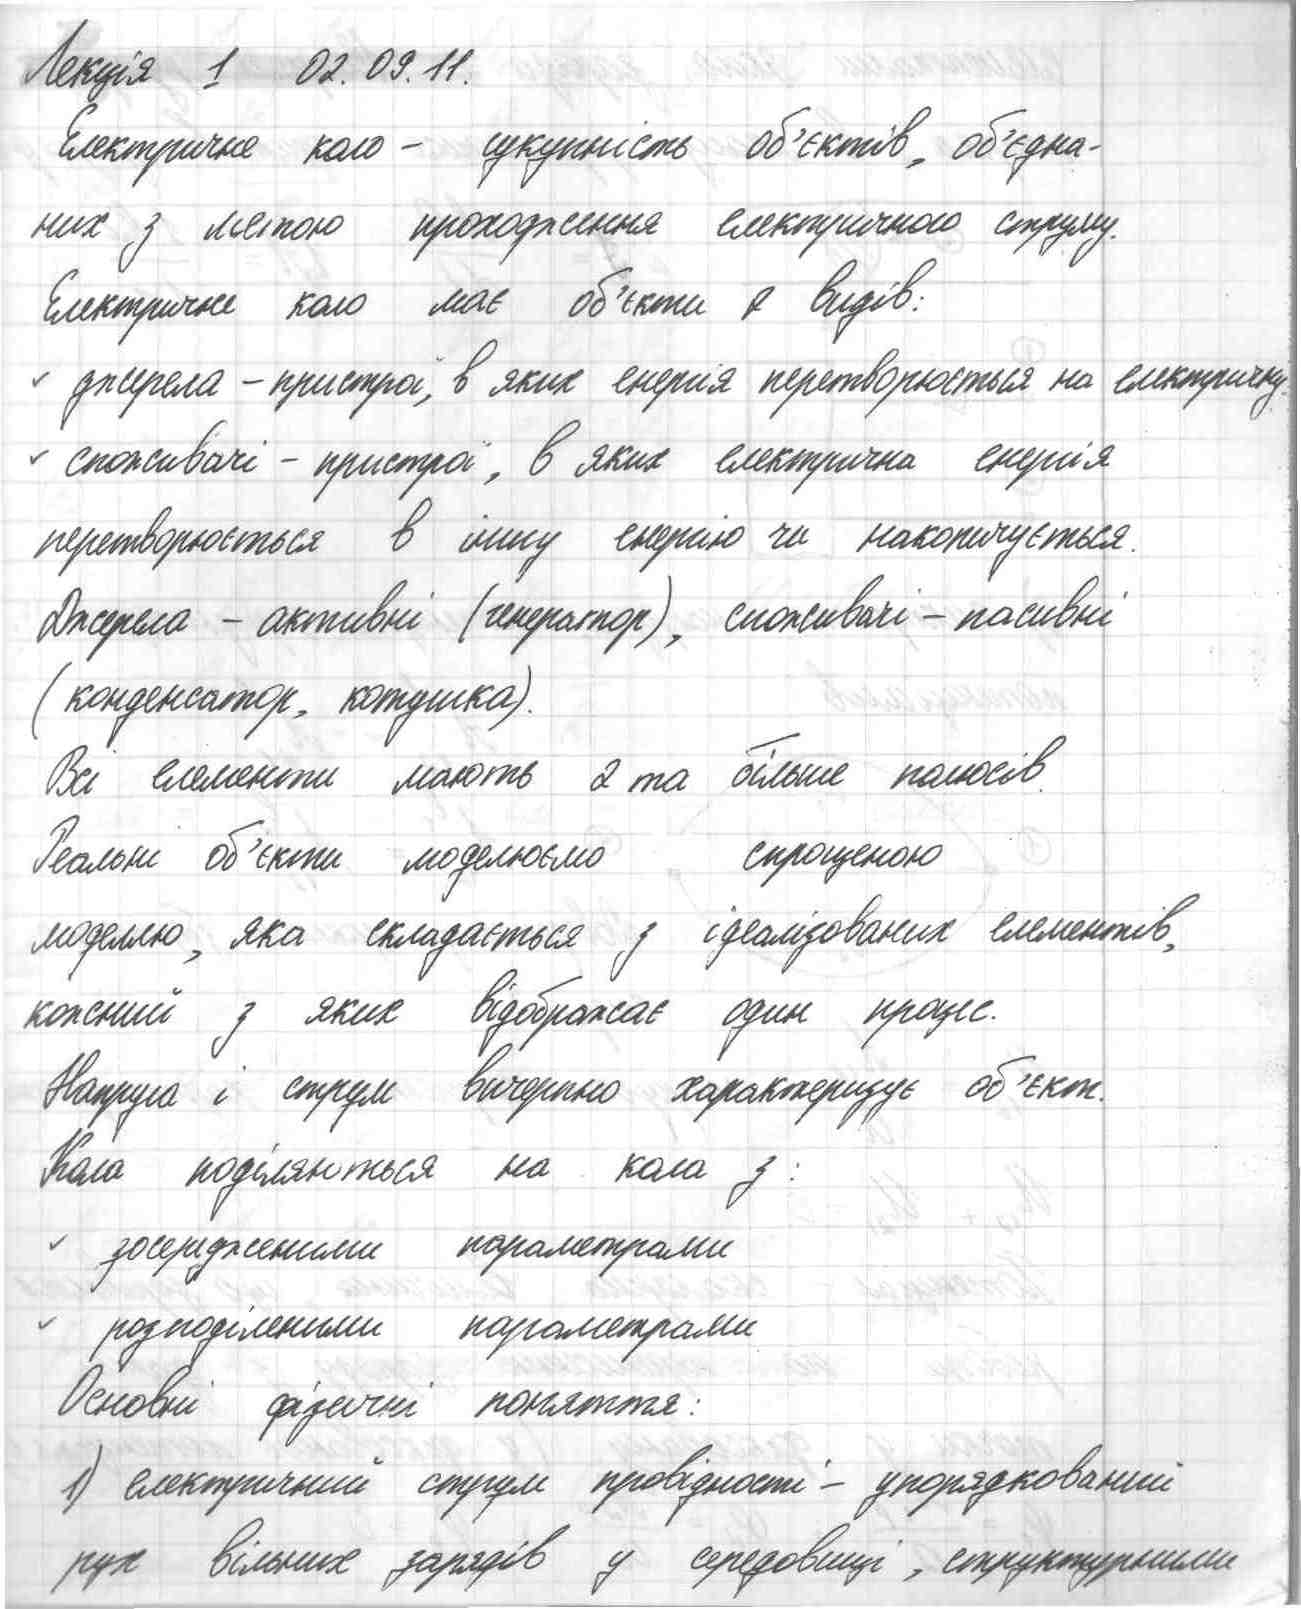 Лекція 1 02.09.11.
Електричне коло – сукупність об'єктів, об'єдна-
них з метою проходження електричного струму.
Електричне коло має об'єкти 2 видів:
✓ джерела – пристрої, в яких енергія перетворюється на електричну.
✓ споживачі – пристрої, в яких електрична енергія
перетворюється в іншу енергію чи накопичується.
Джерела – активні (генератор), споживачі – пасивні
(конденсатор, котушка).
Всі елементи мають 2 та більше полюсів.
Реальні об'єкти моделюємо спрощеною
моделлю, яка складається з ідеалізованих елементів,
кожний з яких відображає один процес.
Напруга і струм вичерпно характеризує об'єкт.
Кола поділяються на кола з:
✓ зосередженими параметрами
✓ розподіленими параметрами
Основні фізичні поняття:
1) електричний струм провідності – упорядкований
рух вільних зарядів у середовищі, структурними